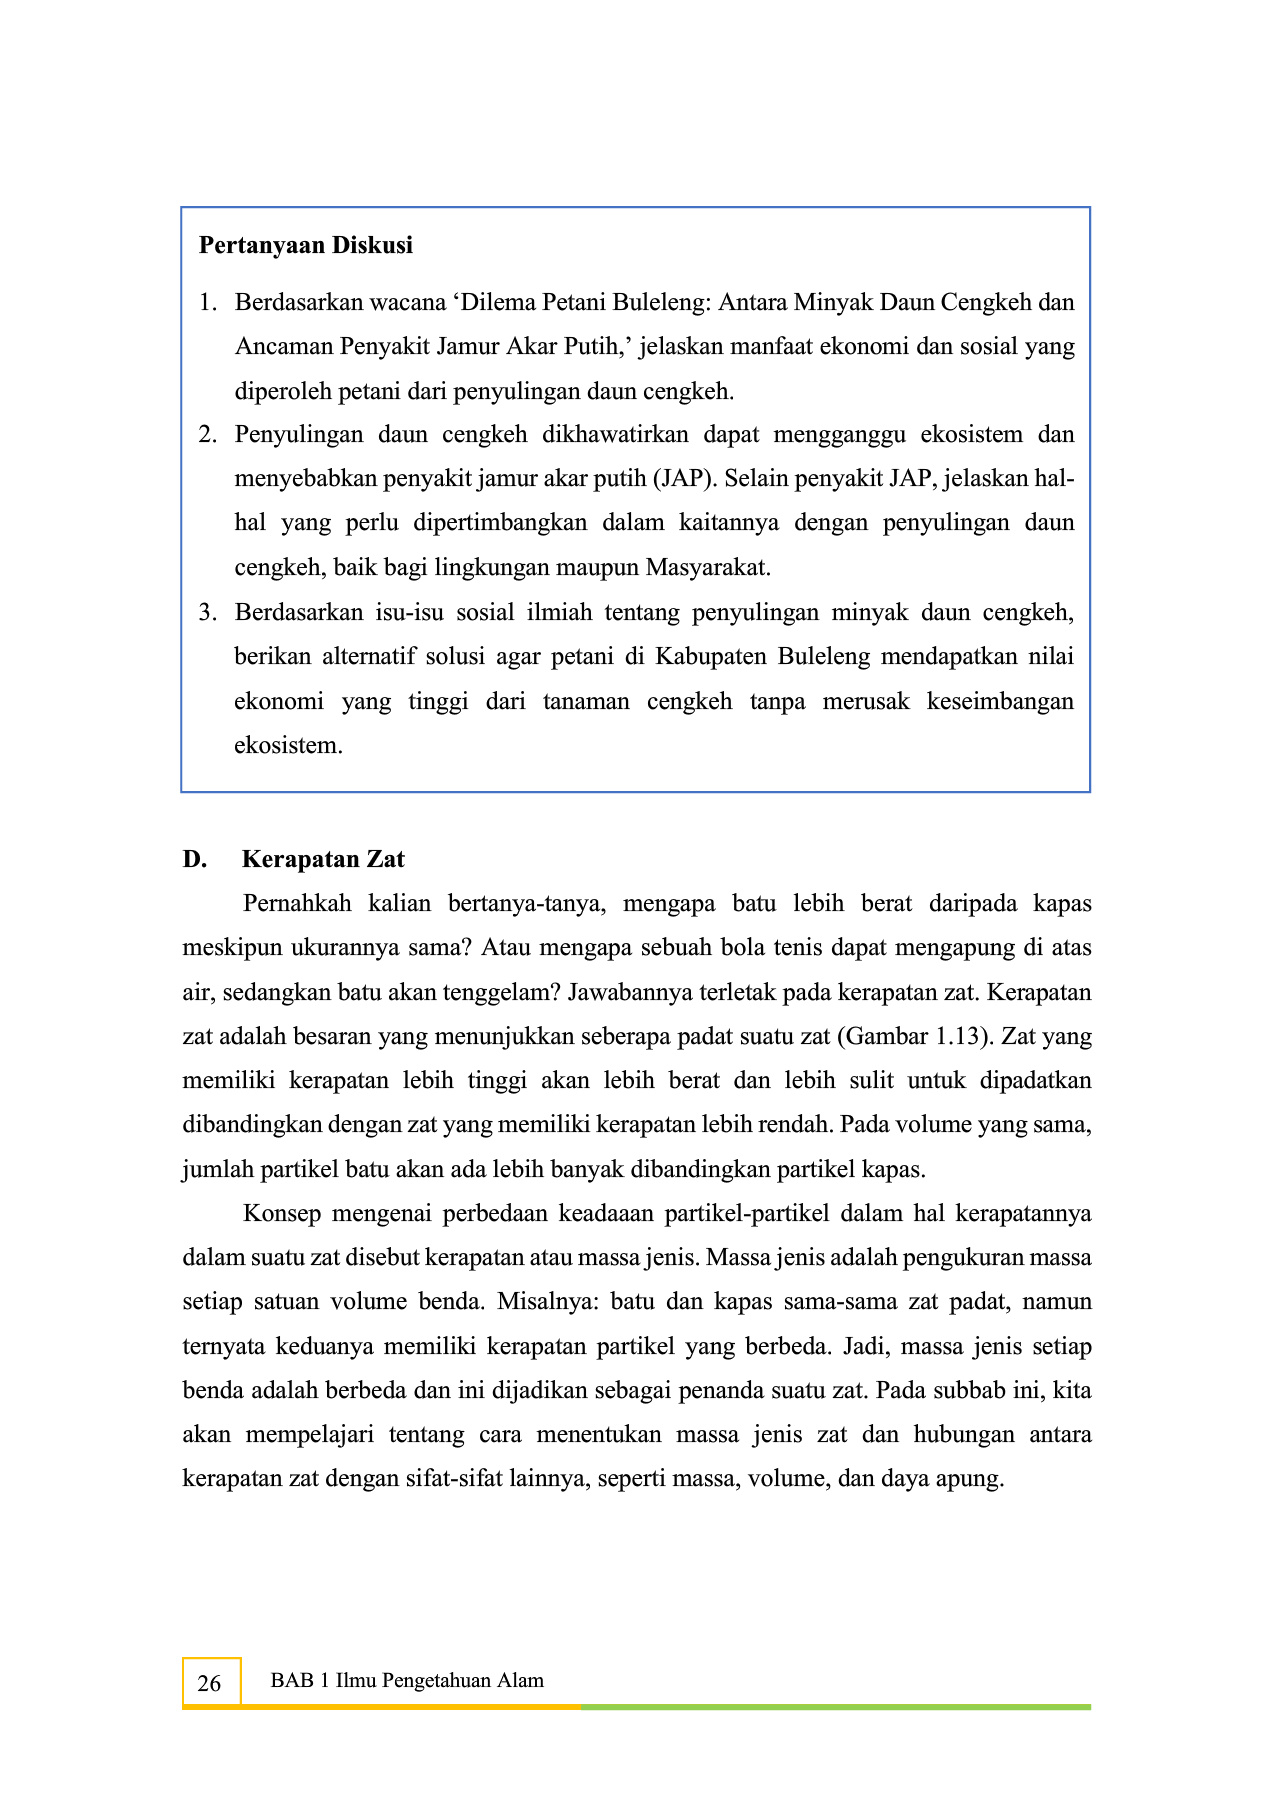 Pertanyaan Diskusi
1. Berdasarkan wacana ‘Dilema Petani Buleleng: Antara Minyak Daun Cengkeh dan
Ancaman Penyakit Jamur Akar Putih,’ jelaskan manfaat ekonomi dan sosial yang
diperoleh petani dari penyulingan daun cengkeh.
2. Penyulingan daun cengkeh dikhawatirkan dapat mengganggu ekosistem dan
menyebabkan penyakit jamur akar putih (JAP). Selain penyakit JAP, jelaskan hal-
hal yang perlu dipertimbangkan dalam kaitannya dengan penyulingan daun
cengkeh, baik bagi lingkungan maupun Masyarakat.
3. Berdasarkan isu-isu sosial ilmiah tentang penyulingan minyak daun cengkeh,
berikan alternatif solusi agar petani di Kabupaten Buleleng mendapatkan nilai
ekonomi yang tinggi dari tanaman cengkeh tanpa merusak keseimbangan
ekosistem.
D. Kerapatan Zat
Pernahkah kalian bertanya-tanya, mengapa batu lebih berat daripada kapas
meskipun ukurannya sama? Atau mengapa sebuah bola tenis dapat mengapung di atas
air, sedangkan batu akan tenggelam? Jawabannya terletak pada kerapatan zat. Kerapatan
zat adalah besaran yang menunjukkan seberapa padat suatu zat (Gambar 1.13). Zat yang
memiliki kerapatan lebih tinggi akan lebih berat dan lebih sulit untuk dipadatkan
dibandingkan dengan zat yang memiliki kerapatan lebih rendah. Pada volume yang sama,
jumlah partikel batu akan ada lebih banyak dibandingkan partikel kapas.
Konsep mengenai perbedaan keadaaan partikel-partikel dalam hal kerapatannya
dalam suatu zat disebut kerapatan atau massa jenis. Massa jenis adalah pengukuran massa
setiap satuan volume benda. Misalnya: batu dan kapas sama-sama zat padat, namun
ternyata keduanya memiliki kerapatan partikel yang berbeda. Jadi, massa jenis setiap
benda adalah berbeda dan ini dijadikan sebagai penanda suatu zat. Pada subbab ini, kita
akan mempelajari tentang cara menentukan massa jenis zat dan hubungan antara
kerapatan zat dengan sifat-sifat lainnya, seperti massa, volume, dan daya apung.
26 BAB 1 Ilmu Pengetahuan Alam